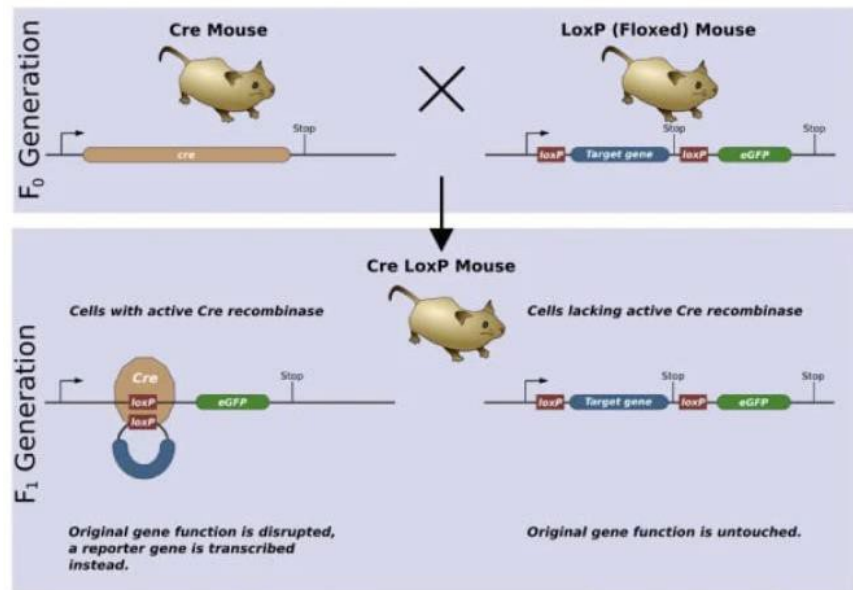 F0 Generation
Cre Mouse
LoxP (Floxed) Mouse
Stop
cre
Stop
Stop
loxP
Target gene
loxP
eGFP
F1 Generation
Cre LoxP Mouse
Cells with active Cre recombinase
Cells lacking active Cre recombinase
Cre
loxP
loxP
eGFP
Stop
Stop
Stop
loxP
Target gene
loxP
eGFP
Original gene function is disrupted,
a reporter gene is transcribed
instead.
Original gene function is untouched.